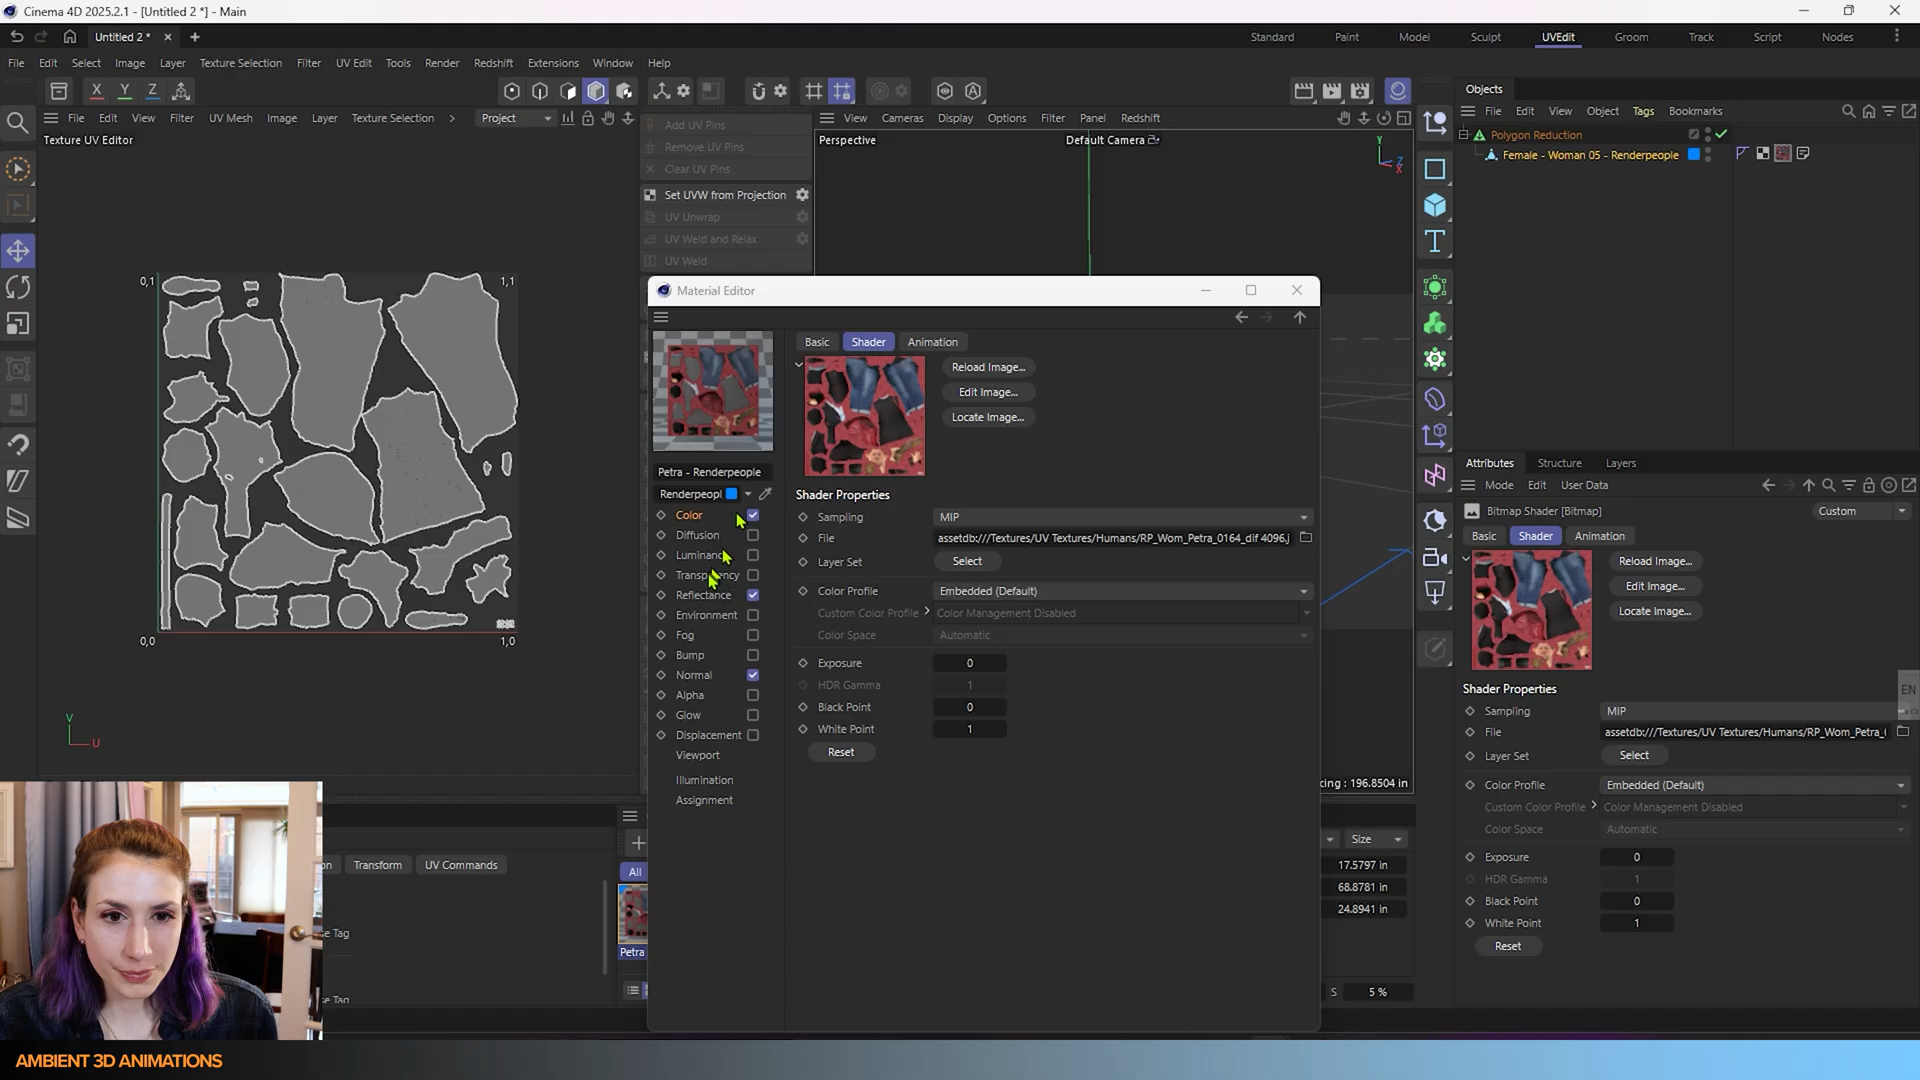 Cinema 4D 2025.2.1 - [Untitled 2 *] - Main
Untitled 2 *
Standard Paint Model Sculpt UVEdit Groom Track Script Nodes
File Edit Select Image Layer Texture Selection Filter UV Edit Tools Render Redshift Extensions Window Help
X Y Z
File Edit View Filter UV Mesh Image Layer Texture Selection Project
Texture UV Editor
0,1
1,1
0,0
1,0
V
U
Add UV Pins
Remove UV Pins
Clear UV Pins
Set UVW from Projection
UV Unwrap
UV Weld and Relax
UV Weld
View Cameras Display Options Filter Panel Redshift
Perspective
Default Camera
Y
Z
X
Material Editor
Petra - Renderpeople
Renderpeopl
Color
Diffusion
Luminanc
Transp ncy
Reflectance
Environment
Fog
Bump
Normal
Alpha
Glow
Displacement
Viewport
Illumination
Assignment
Basic Shader Animation
Reload Image...
Edit Image...
Locate Image...
Shader Properties
Sampling MIP
File assetdb:///Textures/UV Textures/Humans/RP_Wom_Petra_0164_dif 4096.j
Layer Set Select
Color Profile Embedded (Default)
Custom Color Profile Color Management Disabled
Color Space Automatic
Exposure 0
HDR Gamma 1
Black Point 0
White Point 1
Reset
cing : 196.8504 in
Size
17.5797 in
68.8781 in
24.8941 in
S 5 %
on Transform UV Commands
e Tag
e Tag
All
Petra
Objects
File Edit View Object Tags Bookmarks
Polygon Reduction
Female - Woman 05 - Renderpeople
Attributes Structure Layers
Mode Edit User Data
Bitmap Shader [Bitmap] Custom
Basic Shader Animation
Reload Image...
Edit Image...
Locate Image...
Shader Properties
Sampling MIP
File assetdb:///Textures/UV Textures/Humans/RP_Wom_Petra_(
Layer Set Select
Color Profile Embedded (Default)
Custom Color Profile Color Management Disabled
Color Space Automatic
Exposure 0
HDR Gamma 1
Black Point 0
White Point 1
Reset
EN
AMBIENT 3D ANIMATIONS